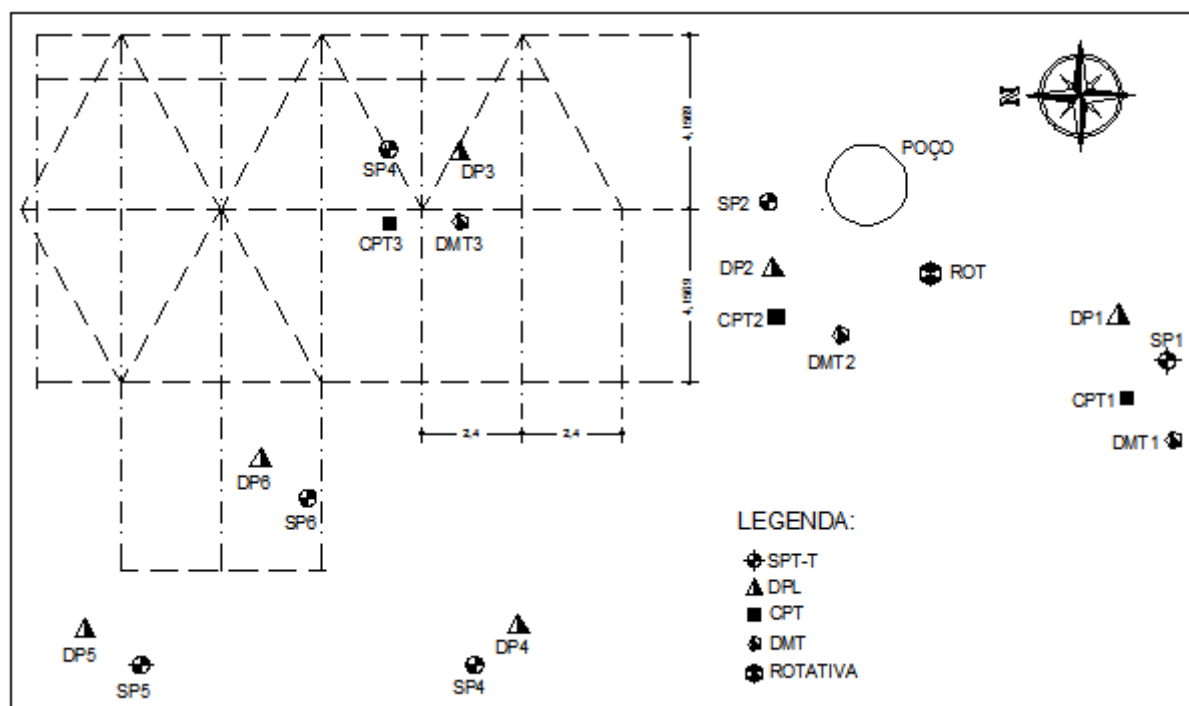 N
POÇO
4,1569
SP4
DP3
SP2
CPT3
DMT3
DP2
ROT
4,1569
CPT2
DP1
DMT2
SP1
CPT1
2,4
2,4
DMT1
DP6
SP6
LEGENDA:
SPT-T
DPL
CPT
DMT
ROTATIVA
DP5
DP4
SP5
SP4